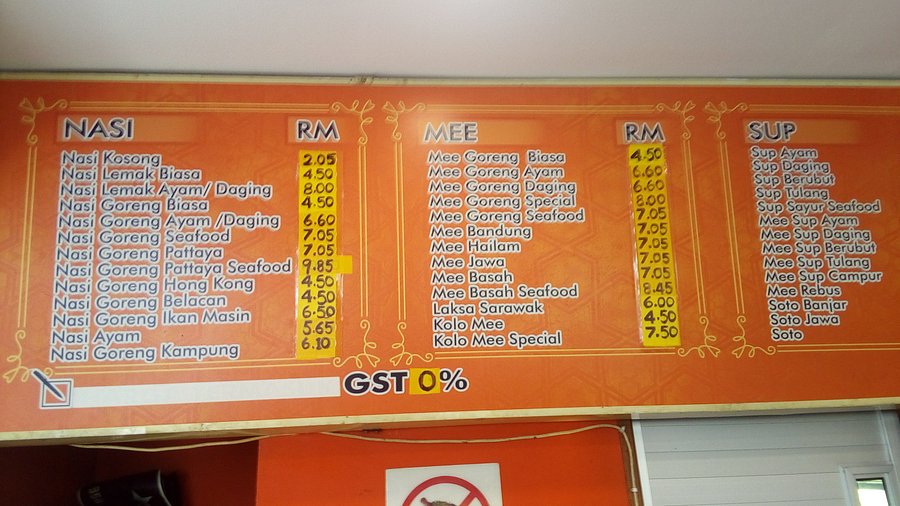 NASI RM
Nasi Kosong 2.05
Nasi Lemak Biasa 4.50
Nasi Lemak Ayam/ Daging 8.00
Nasi Goreng Biasa 4.50
Nasi Goreng Ayam /Daging 6.60
Nasi Goreng Seafood 7.05
Nasi Goreng Pattaya 7.05
Nasi Goreng Pattaya Seafood 9.85
Nasi Goreng Hong Kong 4.50
Nasi Goreng Belacan 4.50
Nasi Goreng Ikan Masin 6.50
Nasi Ayam 5.65
Nasi Goreng Kampung 6.10
MEE RM
Mee Goreng Biasa 4.50
Mee Goreng Ayam 6.60
Mee Goreng Daging 6.60
Mee Goreng Special 8.00
Mee Goreng Seafood 7.05
Mee Bandung 7.05
Mee Hailam 7.05
Mee Jawa 7.05
Mee Basah 7.05
Mee Basah Seafood 8.45
Laksa Sarawak 6.00
Kolo Mee 4.50
Kolo Mee Special 7.50
SUP
Sup Ayam
Sup Daging
Sup Berubut
Sup Tulang
Sup Sayur Seafood
Mee Sup Ayam
Mee Sup Daging
Mee Sup Berubut
Mee Sup Tulang
Mee Sup Campur
Mee Rebus
Soto Banjar
Soto Jawa
Soto
GST 0%